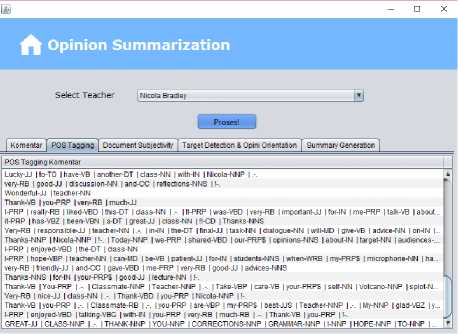 Opinion Summarization
Select Teacher
Nicola Bradley
Proses!
Komentar
POS Tagging
Document Subjectivity
Target Detection & Opini Orientation
Summary Generation
POS Tagging Komentar
Lucky-JJ | to-TO | have-VB | another-DT | class-NN | with-IN | Nicola-NNP | .-.
very-RB | good-JJ | discussion-NN | and-CC | reflections-NNS | !-.
Wonderful-JJ | teacher-NN
Thank-VB | you-PRP | very-RB | much-JJ
I-PRP | really-RB | liked-VBD | this-DT | class-NN | .-. | I-PRP | was-VBD | very-RB | important-JJ | for-IN | me-PRP | talk-VB | about...
it-PRP | has-VBZ | been-VBN | a-DT | great-JJ | class-NN | !!-CD | Thanks-NNS
Very-RB | responsible-JJ | teacher-NN | .-. | in-IN | the-DT | final-JJ | task-NN | dialogue-NN | will-MD | give-VB | advice-NN | on-IN |...
Thanks-NNP | Nicola-NNP | !-. | Today-NNP | we-PRP | shared-VBD | our-PRP$ | opinions-NNS | about-IN | target-NN | audiences-...
I-PRP | enjoyed-VBD | the-DT | class-NN
I-PRP | hope-VBP | teacher-NN | can-MD | be-VB | patient-JJ | for-IN | students-NNS | when-WRB | my-PRP$ | microphone-NN | ha...
very-RB | friendly-JJ | and-CC | gave-VBD | me-PRP | very-RB | good-JJ | advices-NNS
Thanks-NNS | for-IN | your-PRP$ | good-JJ | lecture-NN | !-.
Thank-VB | You-PRP | .-. | Classmate-NNP | Teacher-NNP | .-. | Take-VBP | care-VB | your-PRP$ | self-NN | Volcano-NNP | splot-N...
Very-RB | nice-JJ | class-NN | .-. | Thank-VBD | you-PRP | Nicola-NNP | !-.
Thank-VB | you-PRP | .-. | Classmate-RB | .-. | you-PRP | are-VBP | my-PRP$ | best-JJS | Teacher-NN | .-. | My-NNP | glad-VBZ | y...
I-PRP | enjoyed-VBD | talking-VBG | with-IN | you-PRP | very-RB | much-RB | .-- | Thank-VB | you-PRP | !-.
GREAT-JJ | CLASS-NNP | .-. | THANK-NNP | YOU-NNP | CORRECTIONS-NNP | GRAMMAR-NNP | I-NNP | HOPE-NNP | TO-NNP |...